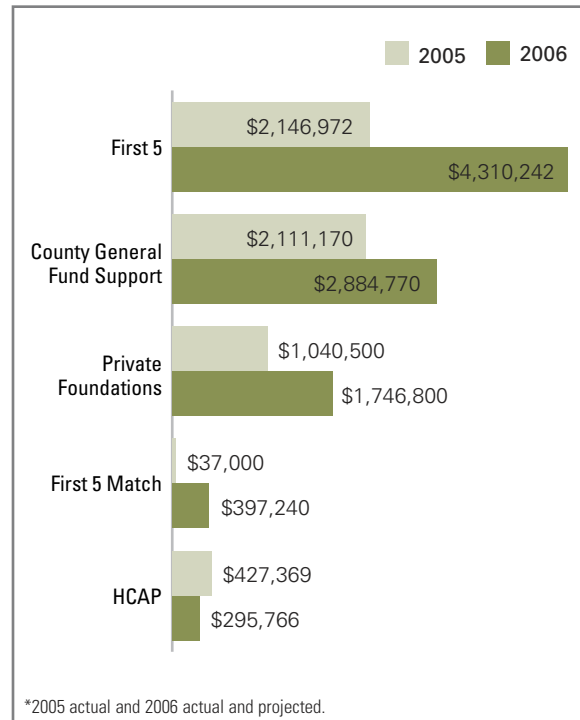 2005 2006
First 5
$2,146,972
$4,310,242
County General
Fund Support
$2,111,170
$2,884,770
Private
Foundations
$1,040,500
$1,746,800
First 5 Match
$37,000
$397,240
HCAP
$427,369
$295,766
*2005 actual and 2006 actual and projected.